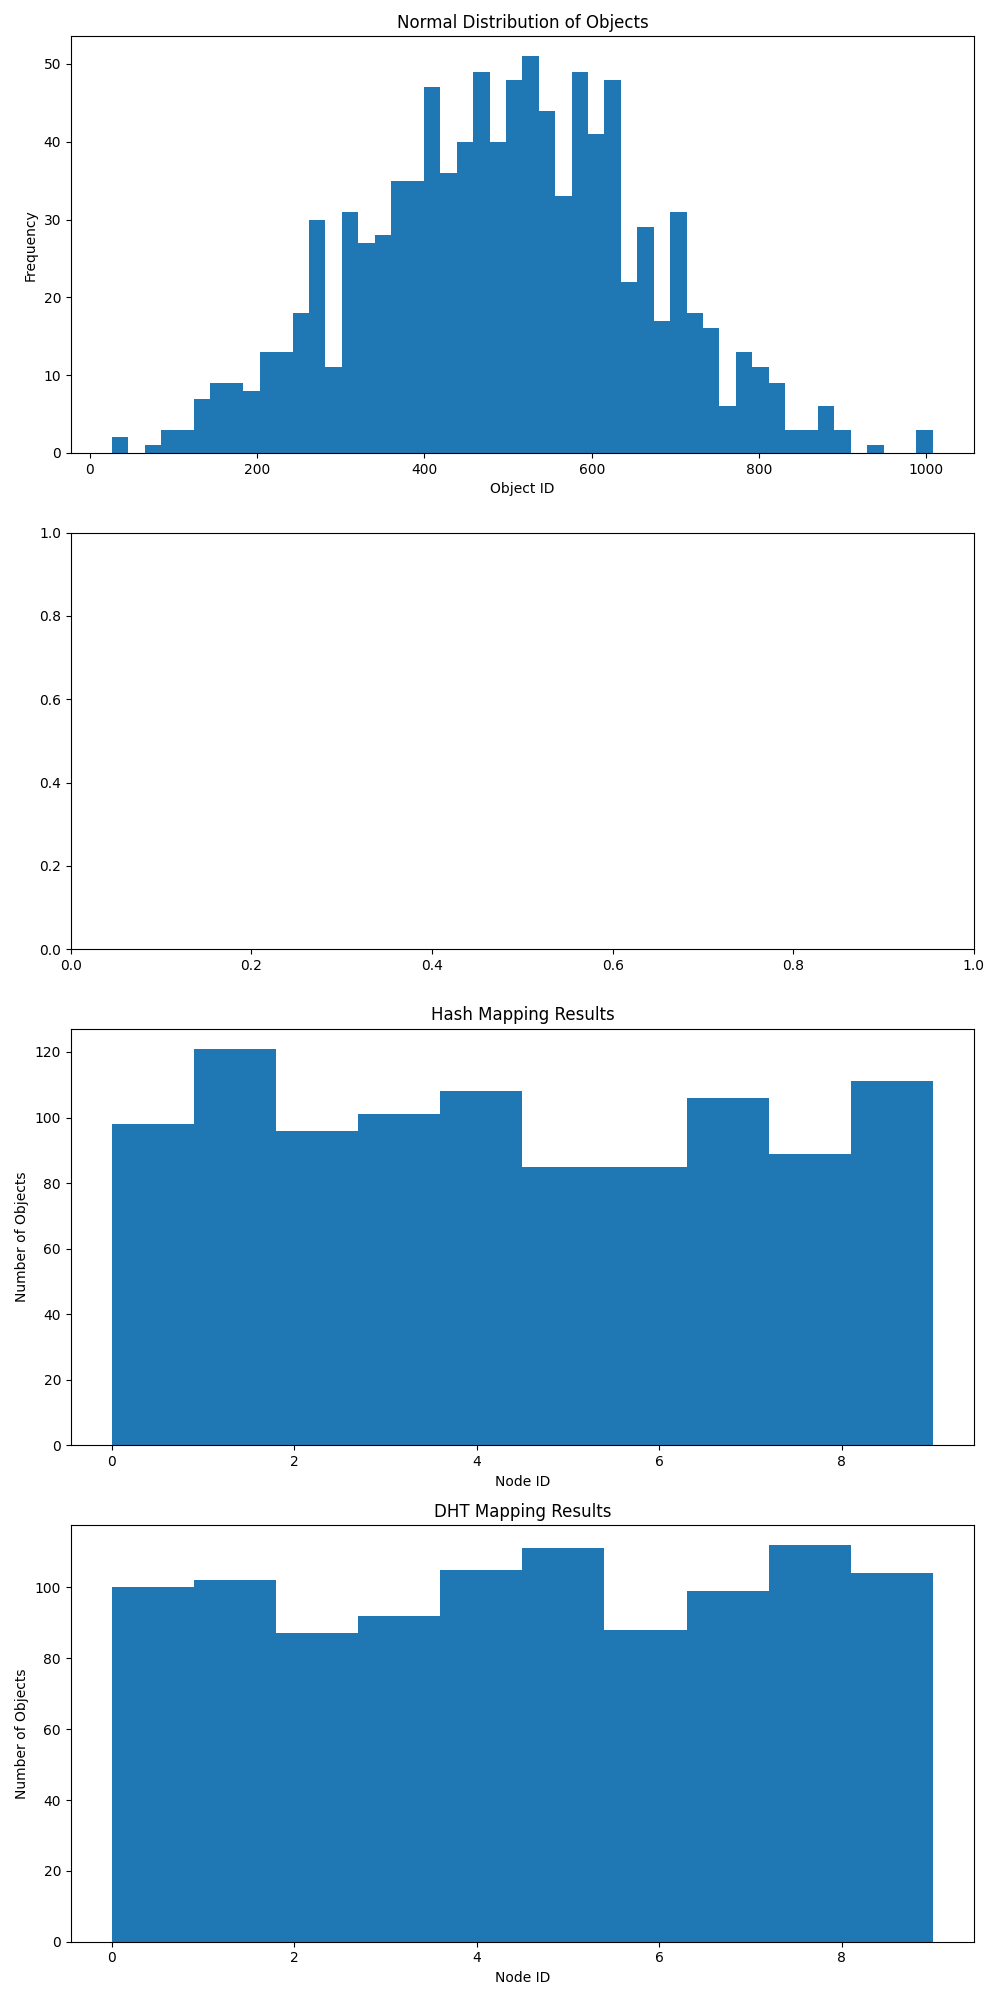 Normal Distribution of Objects
50
40
30
20
10
0
Frequency
0 200 400 600 800 1000
Object ID
1.0
0.8
0.6
0.4
0.2
0.0
0.0 0.2 0.4 0.6 0.8 1.0
Hash Mapping Results
120
100
80
60
40
20
0
Number of Objects
0 2 4 6 8
Node ID
DHT Mapping Results
100
80
60
40
20
0
Number of Objects
0 2 4 6 8
Node ID